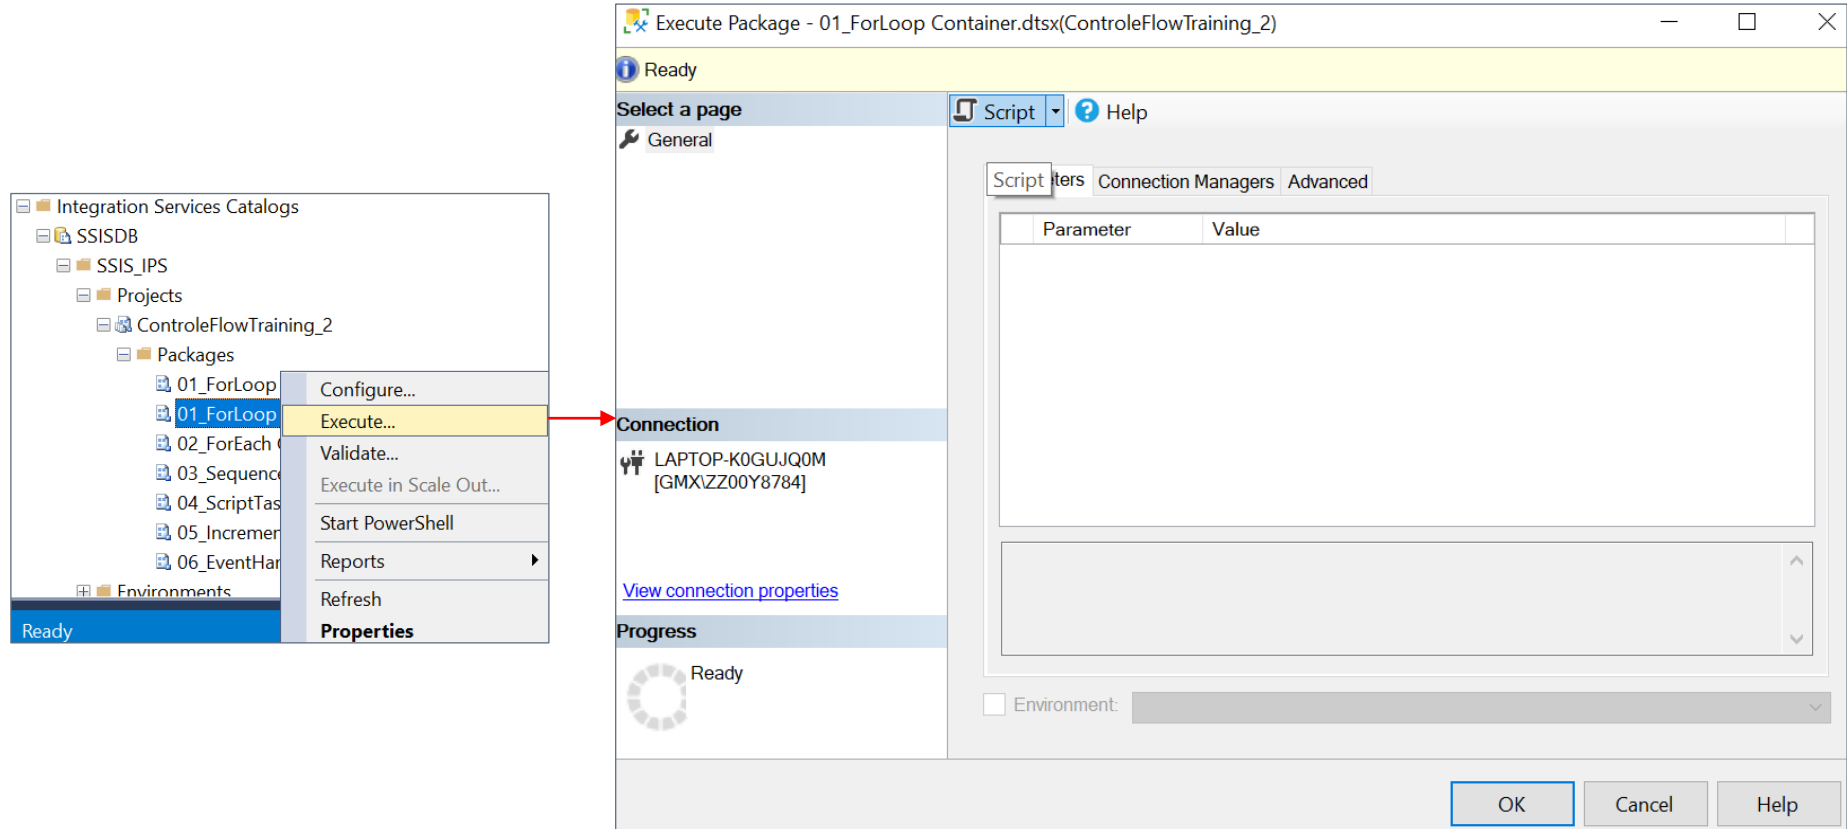 Integration Services Catalogs
SSISDB
SSIS_IPS
Projects
ControleFlowTraining_2
Packages
01_ForLoop
01_ForLoop
02_ForEach
03_Sequence
04_ScriptTas
05_Incremen
06_EventHar
Environments
Ready
Configure...
Execute...
Validate...
Execute in Scale Out...
Start PowerShell
Reports
Refresh
Properties
Execute Package - 01_ForLoop Container.dtsx(ControleFlowTraining_2)
Ready
Select a page
General
Connection
LAPTOP-K0GUJQ0M
[GMX\ZZ00Y8784]
View connection properties
Progress
Ready
Script Help
Script ters Connection Managers Advanced
Parameter Value
Environment:
OK Cancel Help